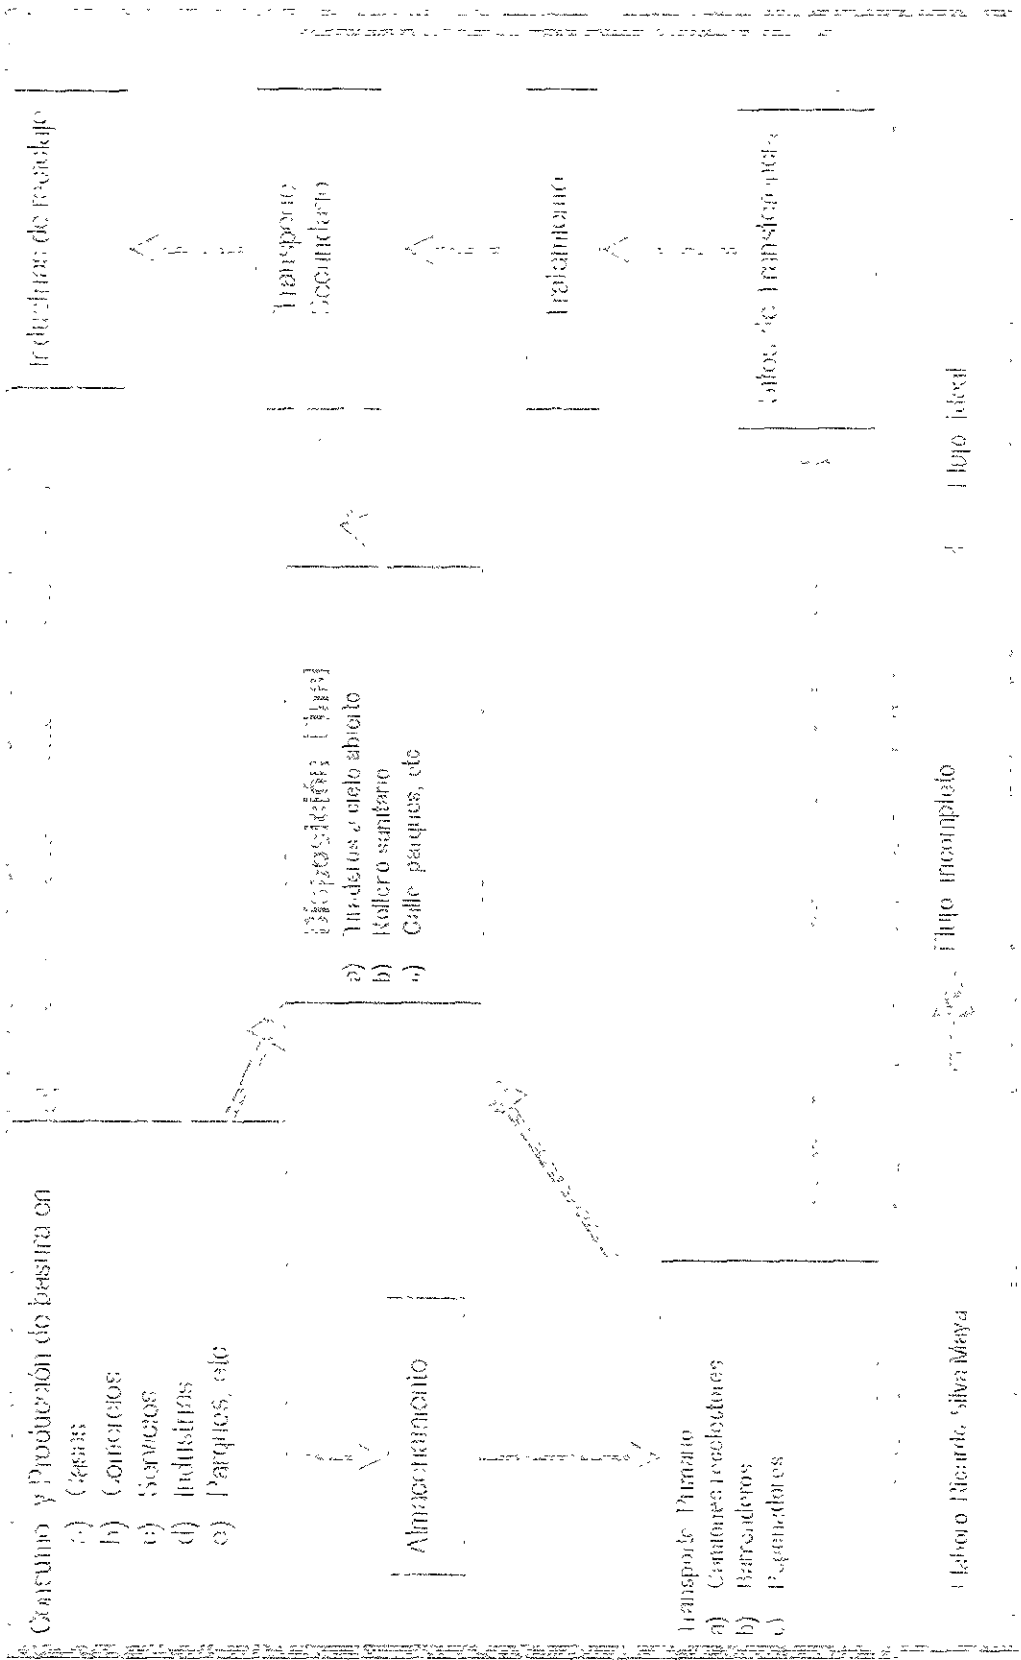 Consumo y Producción de basura en
a) Casas
b) Comercios
c) Servicios
d) Industrias
e) Parques, etc
Almacenamiento
Transporte Primario
a) Camiones recolectores
b) Barrenderos
c) Pepenadores
Disposición Final
a) Tiraderos a cielo abierto
b) Relleno sanitario
c) Calle parques, etc
Industrias de reciclaje
Transporte
Secundario
Tratamiento
Sitios de Transferencia
Elaboro Ricardo Silva Maya
Flujo incompleto
Flujo ideal